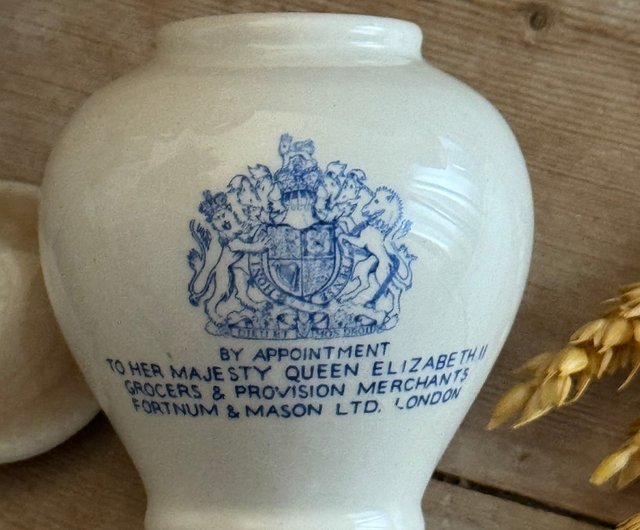 BY APPOINTMENT
TO HER MAJESTY QUEEN ELIZABETH II
GROCERS & PROVISION MERCHANTS
FORTNUM & MASON LTD. LONDON